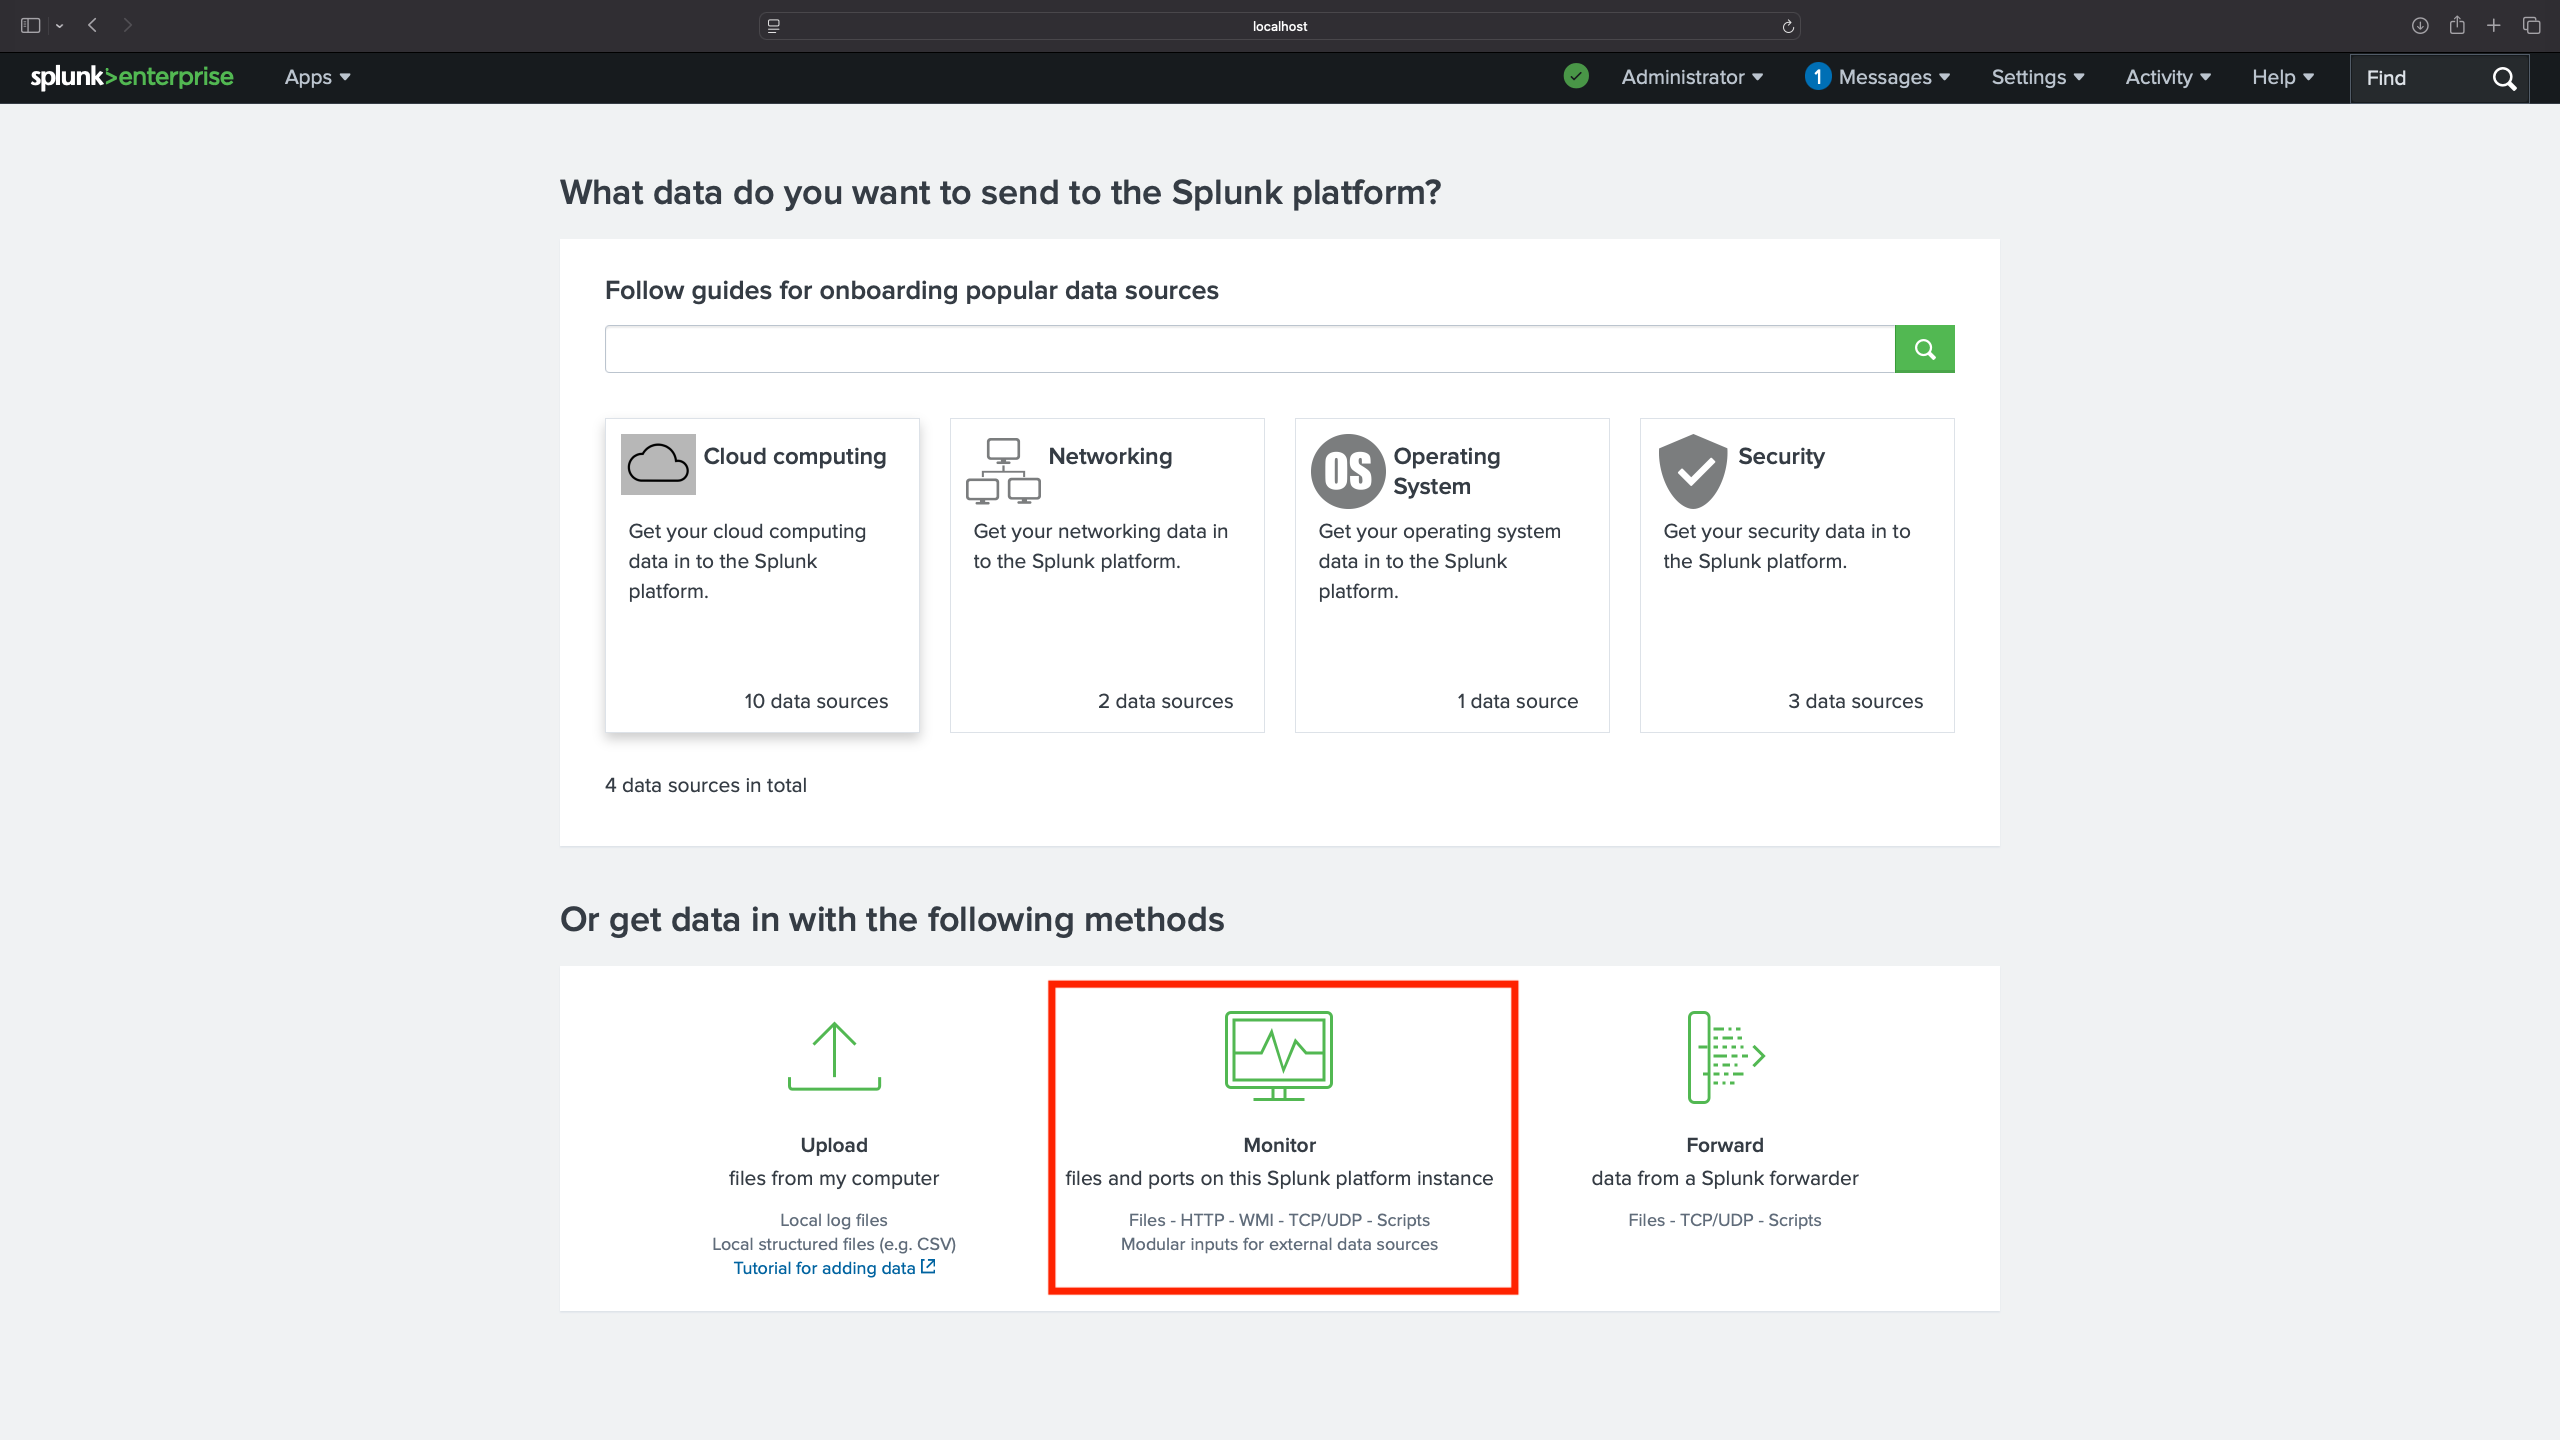 localhost
splunk>enterprise
Apps
Administrator
1 Messages
Settings
Activity
Help
Find
What data do you want to send to the Splunk platform?
Follow guides for onboarding popular data sources
Cloud computing
Get your cloud computing
data in to the Splunk
platform.
10 data sources
Networking
Get your networking data in
to the Splunk platform.
2 data sources
OS
Operating
System
Get your operating system
data in to the Splunk
platform.
1 data source
Security
Get your security data in to
the Splunk platform.
3 data sources
4 data sources in total
Or get data in with the following methods
Upload
files from my computer
Local log files
Local structured files (e.g. CSV)
Tutorial for adding data
Monitor
files and ports on this Splunk platform instance
Files - HTTP - WMI - TCP/UDP - Scripts
Modular inputs for external data sources
Forward
data from a Splunk forwarder
Files - TCP/UDP - Scripts